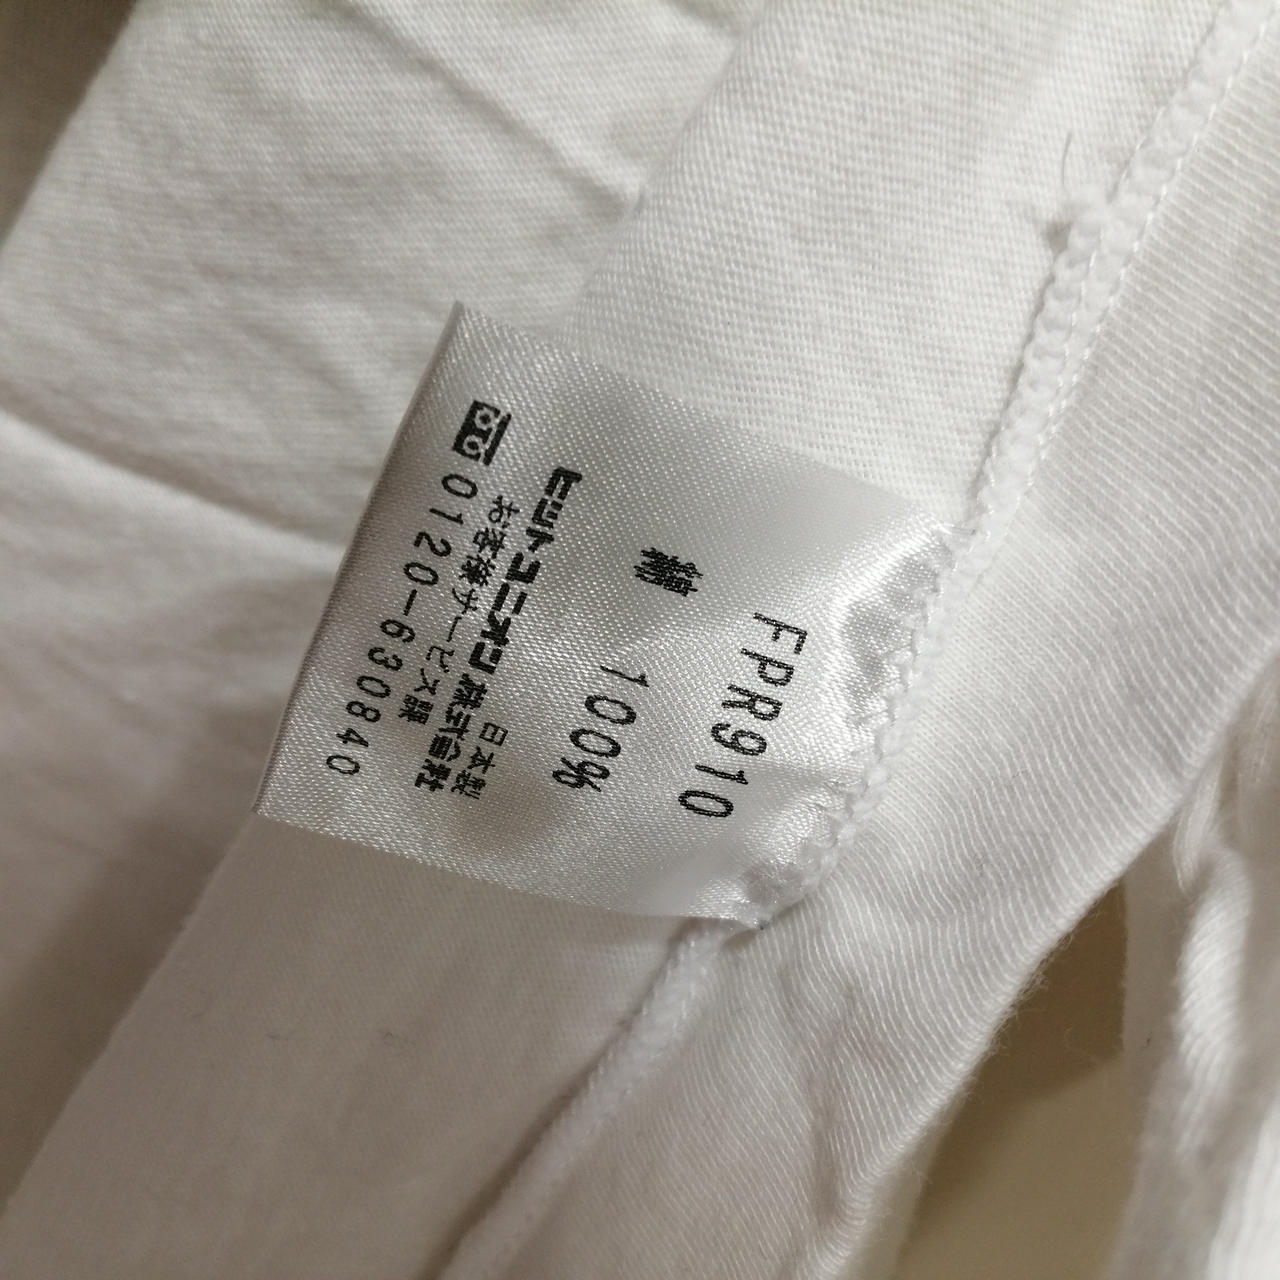 FPR910
綿 100%
日本製
ヒットユニオン株式会社
お客様サービス課
0120-630840